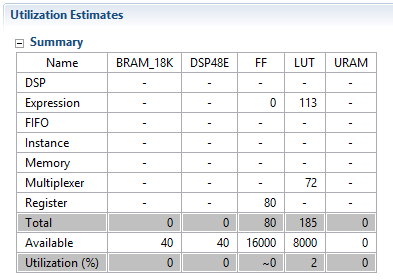 Utilization Estimates
Summary
Name BRAM_18K DSP48E FF LUT URAM
DSP - - - - -
Expression - - 0 113 -
FIFO - - - - -
Instance - - - - -
Memory - - - - -
Multiplexer - - - 72 -
Register - - 80 - -
Total 0 0 80 185 0
Available 40 40 16000 8000 0
Utilization (%) 0 0 ~0 2 0